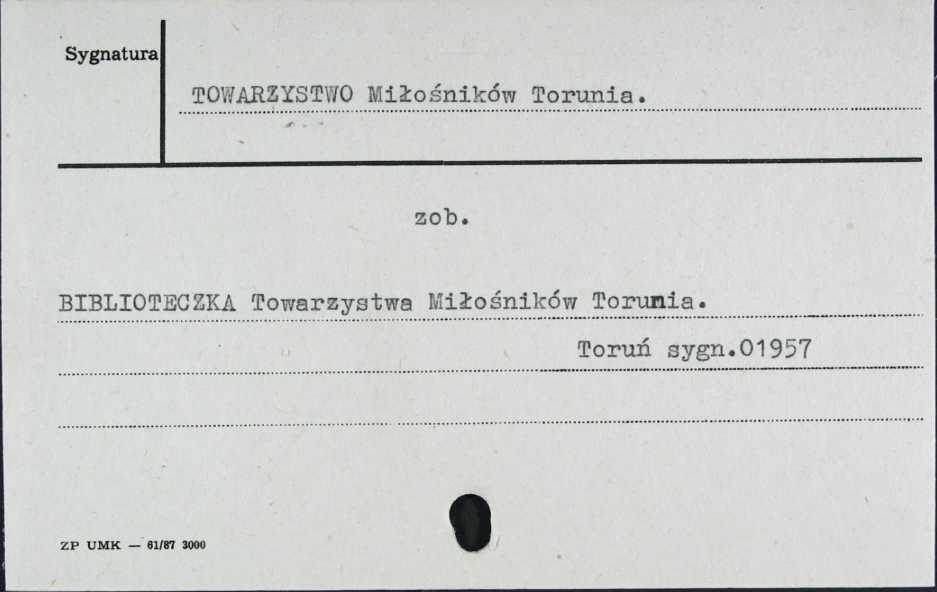 Sygnatura
TOWARZYSTWO Miłośników Torunia.
zob.
BIBLIOTECZKA Towarzystwa Miłośników Torunia.
Toruń sygn.01957
ZP UMK — 61/87 3000